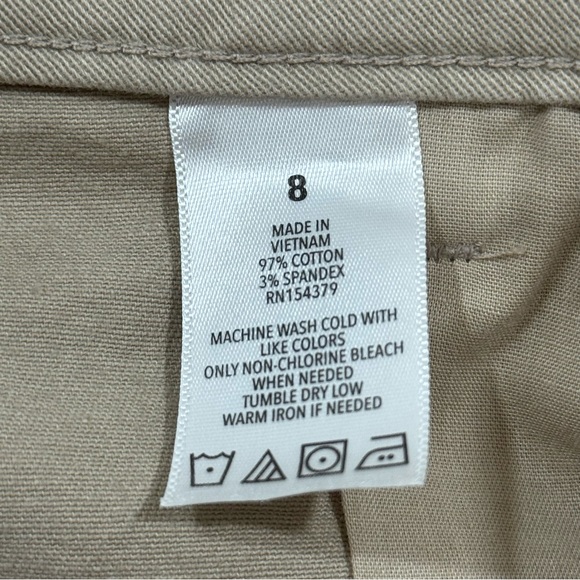 8
MADE IN
VIETNAM
97% COTTON
3% SPANDEX
RN154379
MACHINE WASH COLD WITH
LIKE COLORS
ONLY NON-CHLORINE BLEACH
WHEN NEEDED
TUMBLE DRY LOW
WARM IRON IF NEEDED